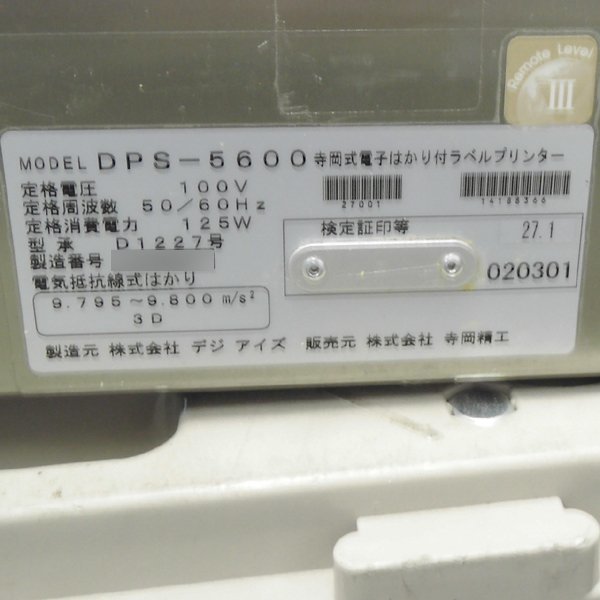 Remote Level
III
MODEL DPS-5600 寺岡式電子はかり付ラベルプリンター
定格電圧 100V
27001
14188366
定格周波数 50/60Hz
定格消費電力 125W
検定証印等 27.1
型承 D1227号
製造番号
020301
電気抵抗線式はかり
9.795～9.800 m/s²
3D
製造元 株式会社 デジ アイズ 販売元 株式会社 寺岡精工